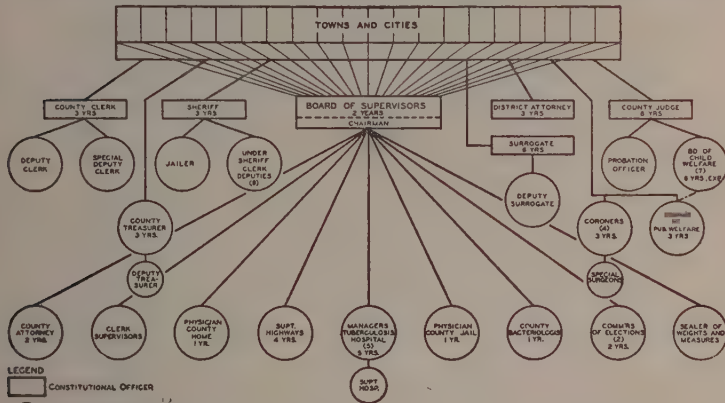 TOWNS AND CITIES
COUNTY CLERK
3 YRS
SHERIFF
3 YRS
BOARD OF SUPERVISORS
2 YEARS
CHAIRMAN
DISTRICT ATTORNEY
3 YRS
COUNTY JUDGE
6 YRS
SURROGATE
6 YRS
DEPUTY
CLERK
SPECIAL
DEPUTY
CLERK
JAILER
UNDER
SHERIFF
CLERK
DEPUTIES
(9)
DEPUTY
SURROGATE
PROBATION
OFFICER
BD OF
CHILD
WELFARE
(7)
6 YRS. EXP.
COUNTY
TREASURER
3 YRS.
CORONERS
(4)
3 YRS.
PUB. WELFARE
3 YRS
DEPUTY
TREA-
SURER
SPECIAL
SURGEONS
COUNTY
ATTORNEY
2 YRS.
CLERK
SUPERVISORS
PHYSICIAN
COUNTY
HOME
1 YR.
SUPT.
HIGHWAYS
4 YRS.
MANAGERS
TUBERCULOSIS
HOSPITAL
(5)
5 YRS.
PHYSICIAN
COUNTY JAIL
1 YR.
COUNTY
BACTERIOLOGIST
1 YR.
COMM'RS
OF ELECTIONS
(2)
2 YRS.
SEALER OF
WEIGHTS AND
MEASURES
SUPT
HOSP.
LEGEND
CONSTITUTIONAL OFFICER